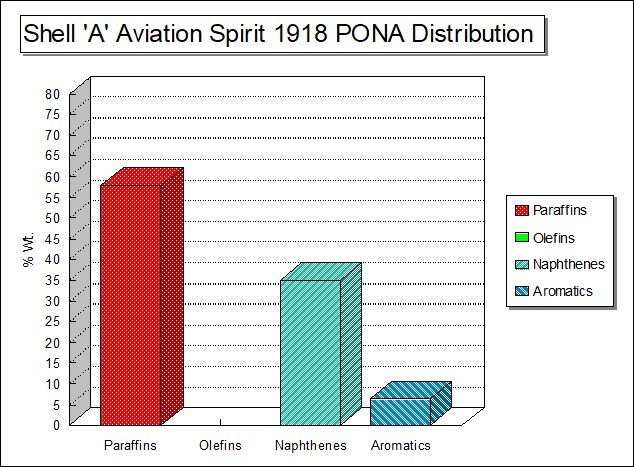 Shell 'A' Aviation Spirit 1918 PONA Distribution
80
75
70
65
60
55
50
45
40
35
30
25
20
15
10
5
0
% Wt.
Paraffins Olefins Naphthenes Aromatics
Paraffins
Olefins
Naphthenes
Aromatics